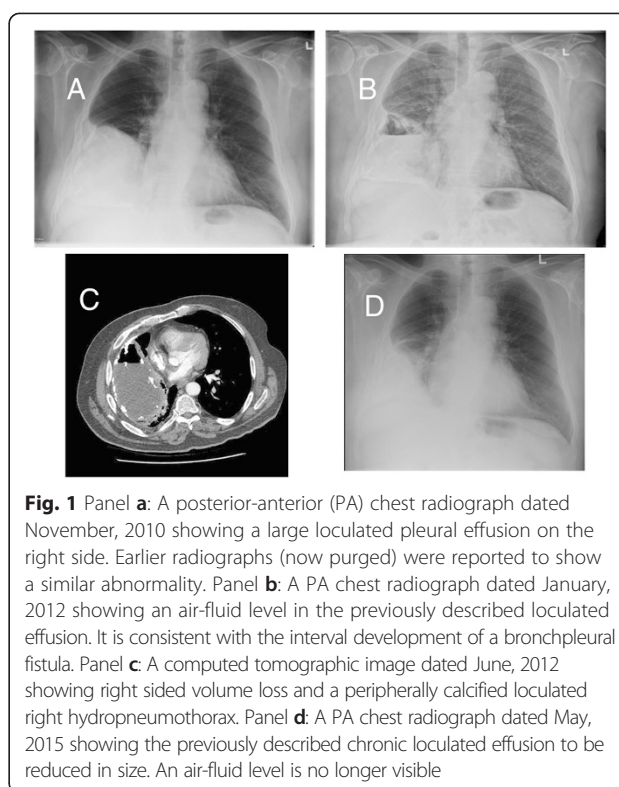 A
L
B
L
C
L
D
Fig. 1 Panel a: A posterior-anterior (PA) chest radiograph dated
November, 2010 showing a large loculated pleural effusion on the
right side. Earlier radiographs (now purged) were reported to show
a similar abnormality. Panel b: A PA chest radiograph dated January,
2012 showing an air-fluid level in the previously described loculated
effusion. It is consistent with the interval development of a bronchpleural
fistula. Panel c: A computed tomographic image dated June, 2012
showing right sided volume loss and a peripherally calcified loculated
right hydropneumothorax. Panel d: A PA chest radiograph dated May,
2015 showing the previously described chronic loculated effusion to be
reduced in size. An air-fluid level is no longer visible